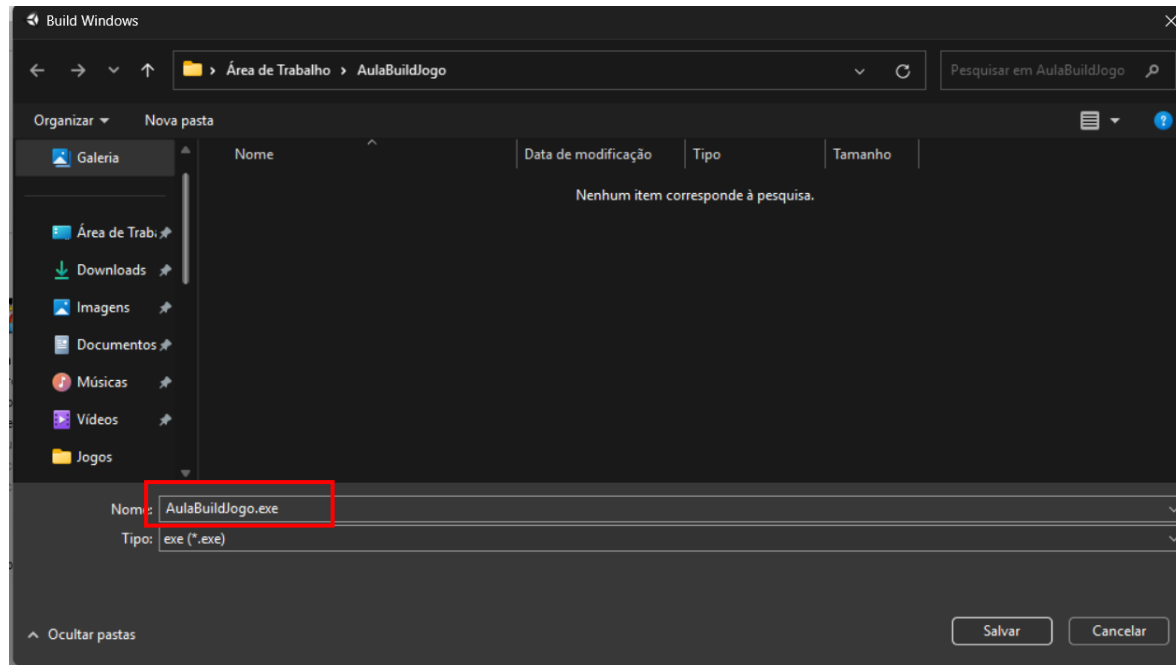 Build Windows
Área de Trabalho > AulaBuildJogo
Pesquisar em AulaBuildJogo
Organizar
Nova pasta
Nome
Data de modificação
Tipo
Tamanho
Nenhum item corresponde à pesquisa.
Galeria
Área de Traba
Downloads
Imagens
Documentos
Músicas
Vídeos
Jogos
Nome: AulaBuildJogo.exe
Tipo: exe (*.exe)
Ocultar pastas
Salvar
Cancelar